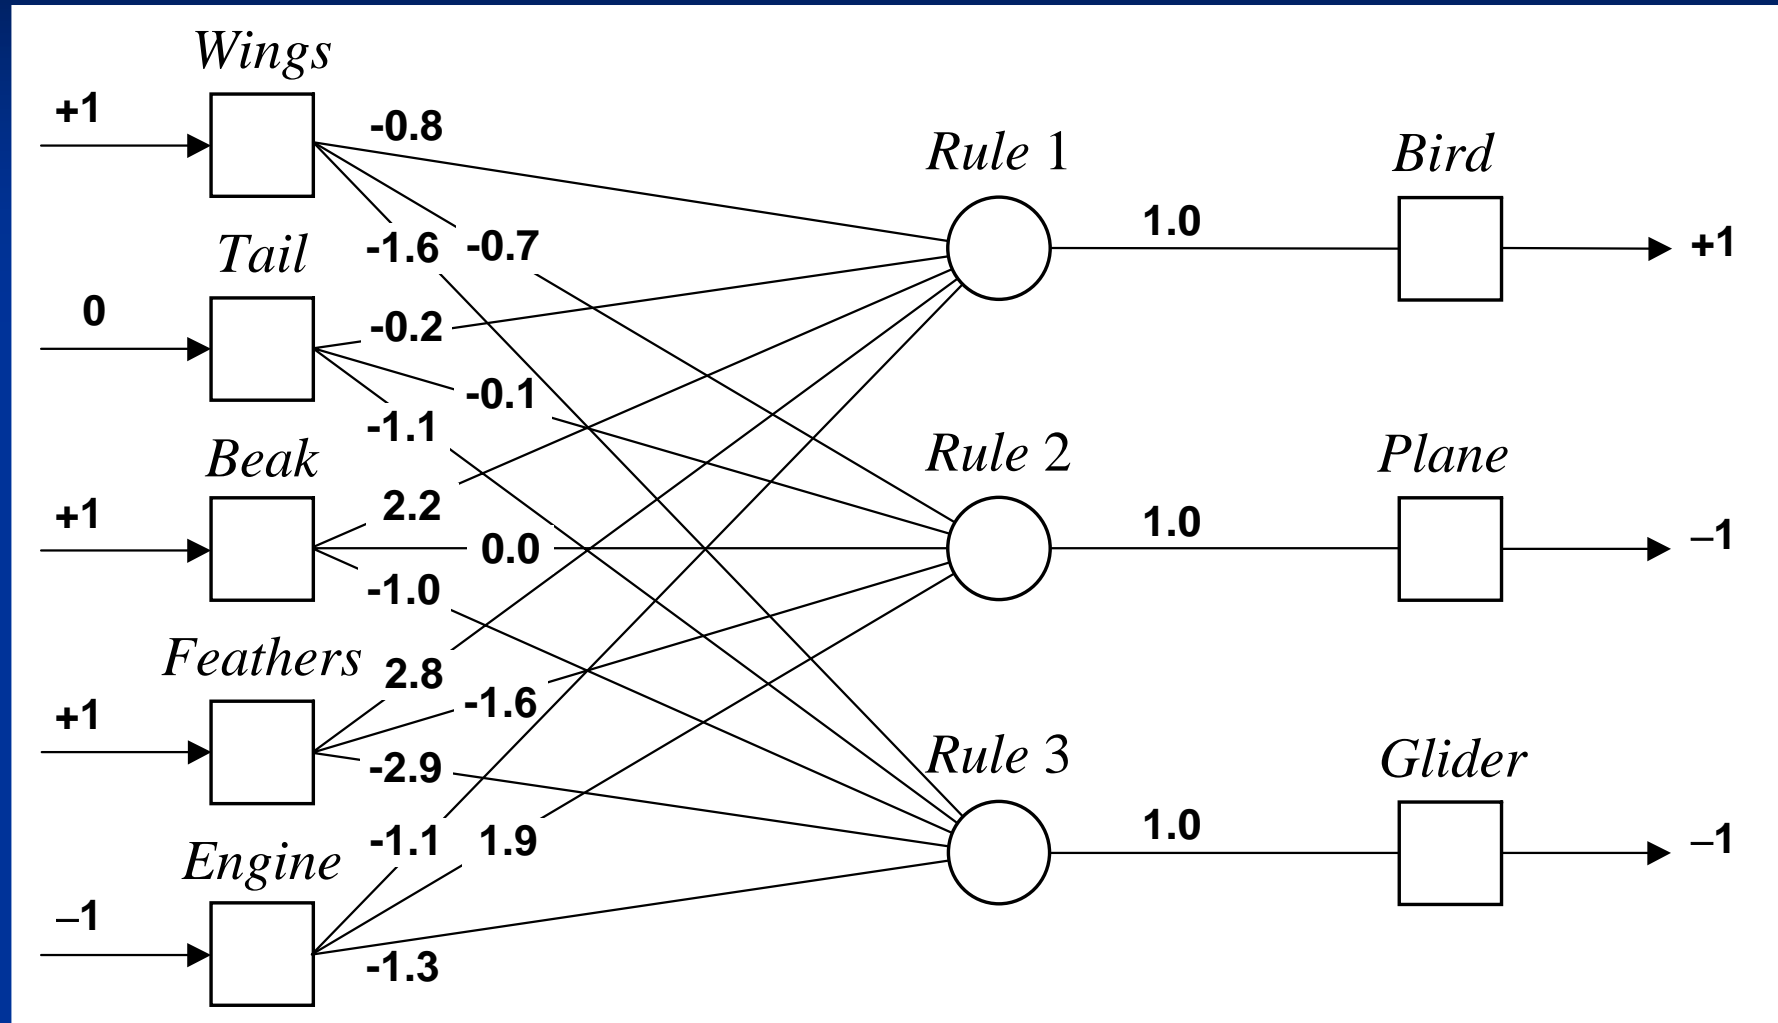 Wings
+1
-0.8
Rule 1
Bird
1.0
+1
-1.6
-0.7
Tail
0
-0.2
-0.1
-1.1
Beak
+1
2.2
0.0
-1.0
Rule 2
Plane
1.0
–1
Feathers
+1
2.8
-1.6
-2.9
Rule 3
Glider
1.0
–1
Engine
–1
-1.1
1.9
-1.3